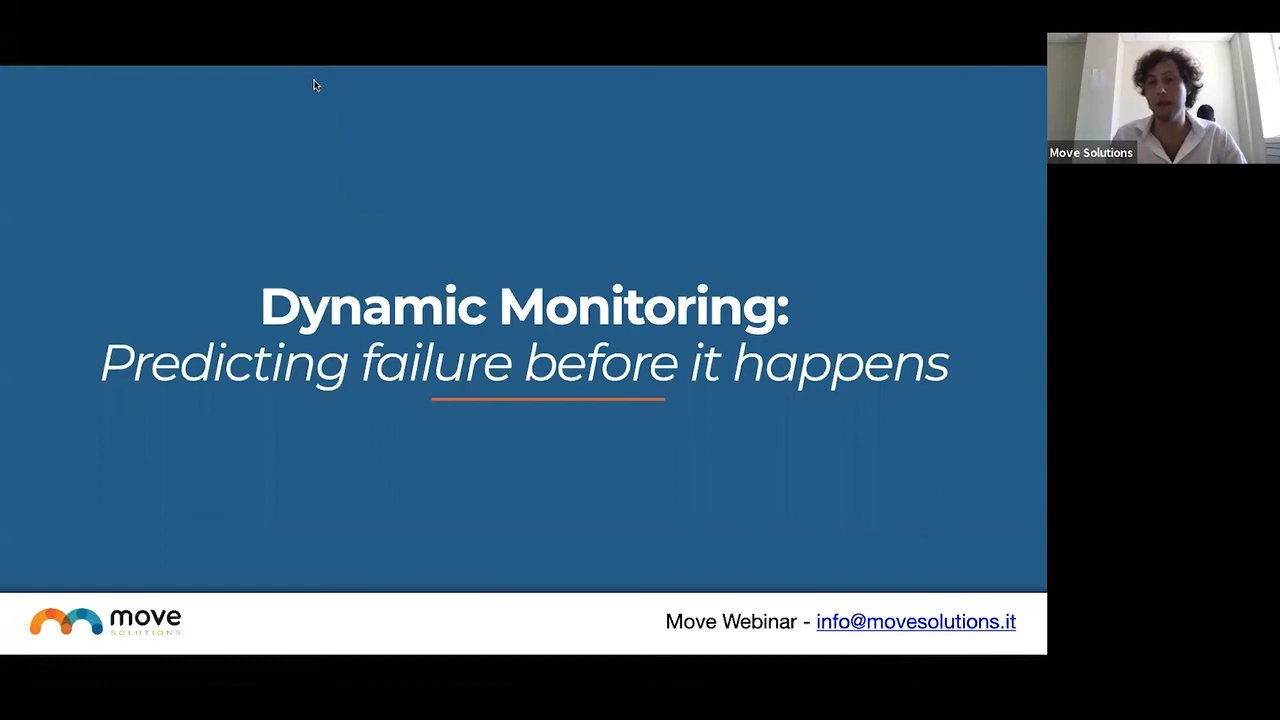 Move Solutions
Dynamic Monitoring:
Predicting failure before it happens
move
SOLUTIONS
Move Webinar - info@movesolutions.it